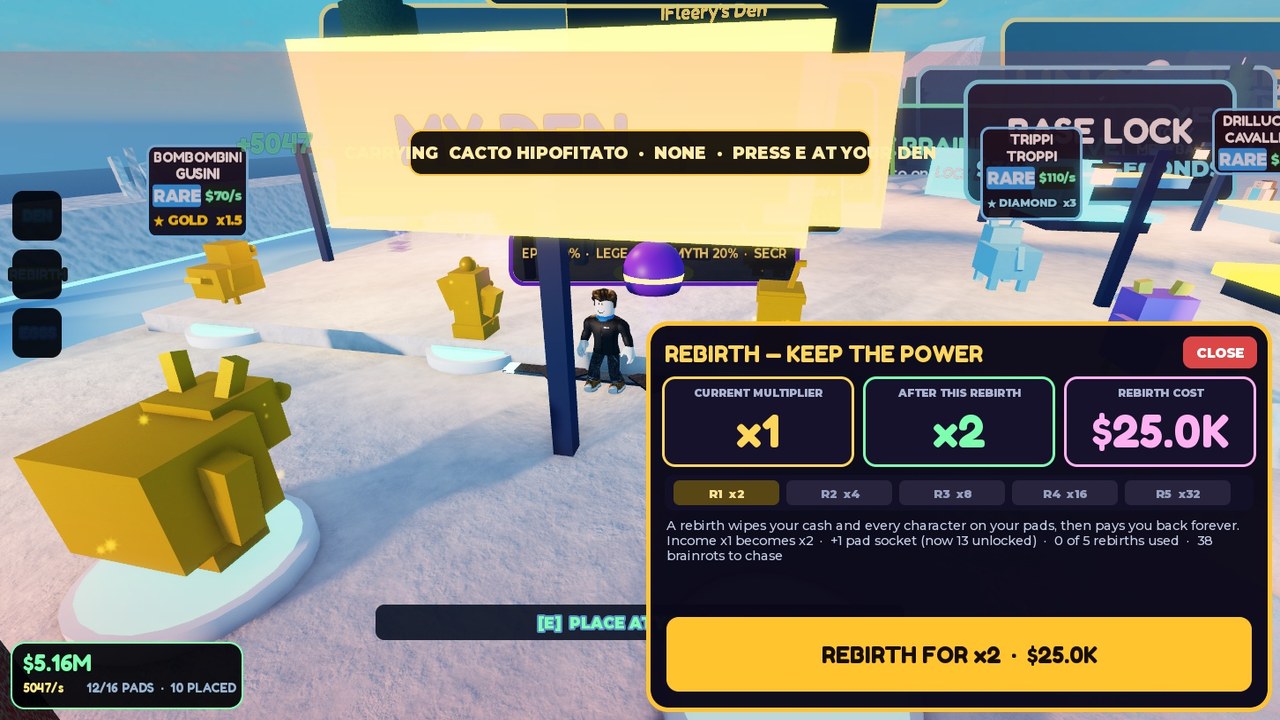 IFleery's Den
MY DEN
+5047
CARRYING CACTO HIPOFITATO · NONE · PRESS E AT YOUR DEN
BASE LOCK
BOMBOMBINI
GUSINI
RARE $70/s
★ GOLD x1.5
TRIPPI
TROPPI
RARE $110/s
★ DIAMOND x3
RARE $
DEN
REBIRTH
REBIRTH – KEEP THE POWER
CLOSE
CURRENT MULTIPLIER
x1
AFTER THIS REBIRTH
x2
REBIRTH COST
$25.0K
R1 x2
R2 x4
R3 x8
R4 x16
R5 x32
A rebirth wipes your cash and every character on your pads, then pays you back forever.
Income x1 becomes x2 · +1 pad socket (now 13 unlocked) · 0 of 5 rebirths used · 38
brainrots to chase
[E] PLACE AT
REBIRTH FOR x2 · $25.0K
$5.16M
5047/s 12/16 PADS · 10 PLACED